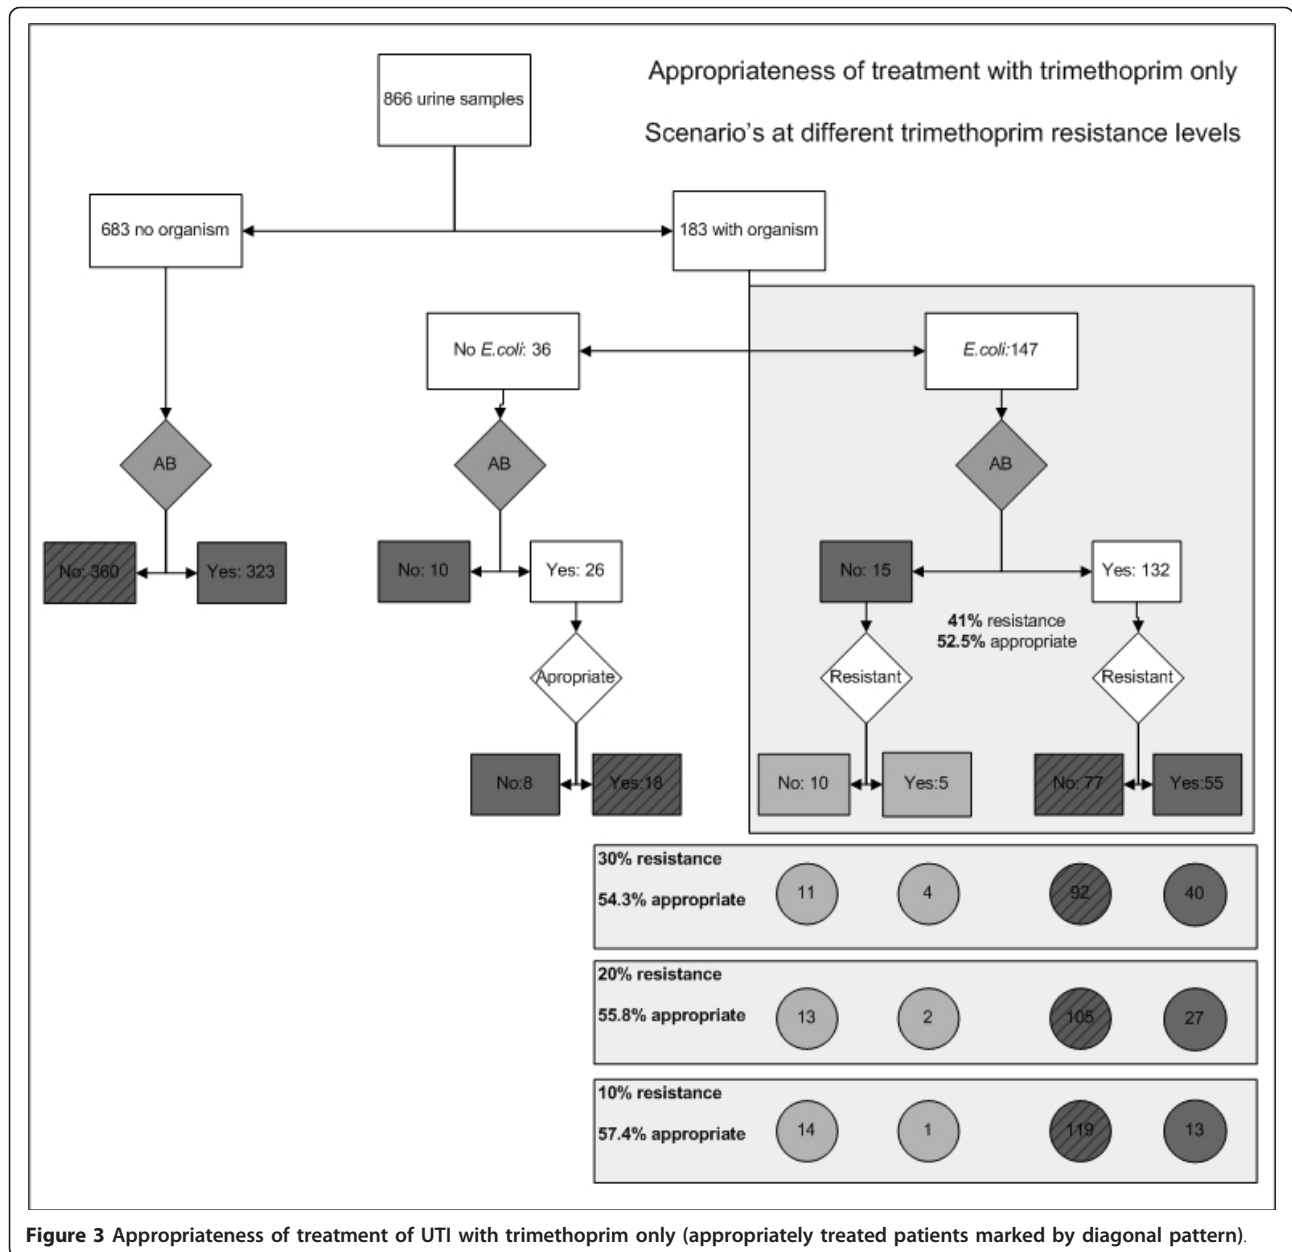 Appropriateness of treatment with trimethoprim only
Scenario's at different trimethoprim resistance levels
866 urine samples
683 no organism
183 with organism
No E.coli: 36
E.coli:147
AB
AB
AB
No: 360
Yes: 323
No: 10
Yes: 26
No: 15
Yes: 132
41% resistance
52.5% appropriate
Apropriate
Resistant
Resistant
No:8
Yes:18
No: 10
Yes:5
No: 77
Yes:55
30% resistance
54.3% appropriate
11
4
92
40
20% resistance
55.8% appropriate
13
2
105
27
10% resistance
57.4% appropriate
14
1
119
13
Figure 3 Appropriateness of treatment of UTI with trimethoprim only (appropriately treated patients marked by diagonal pattern).